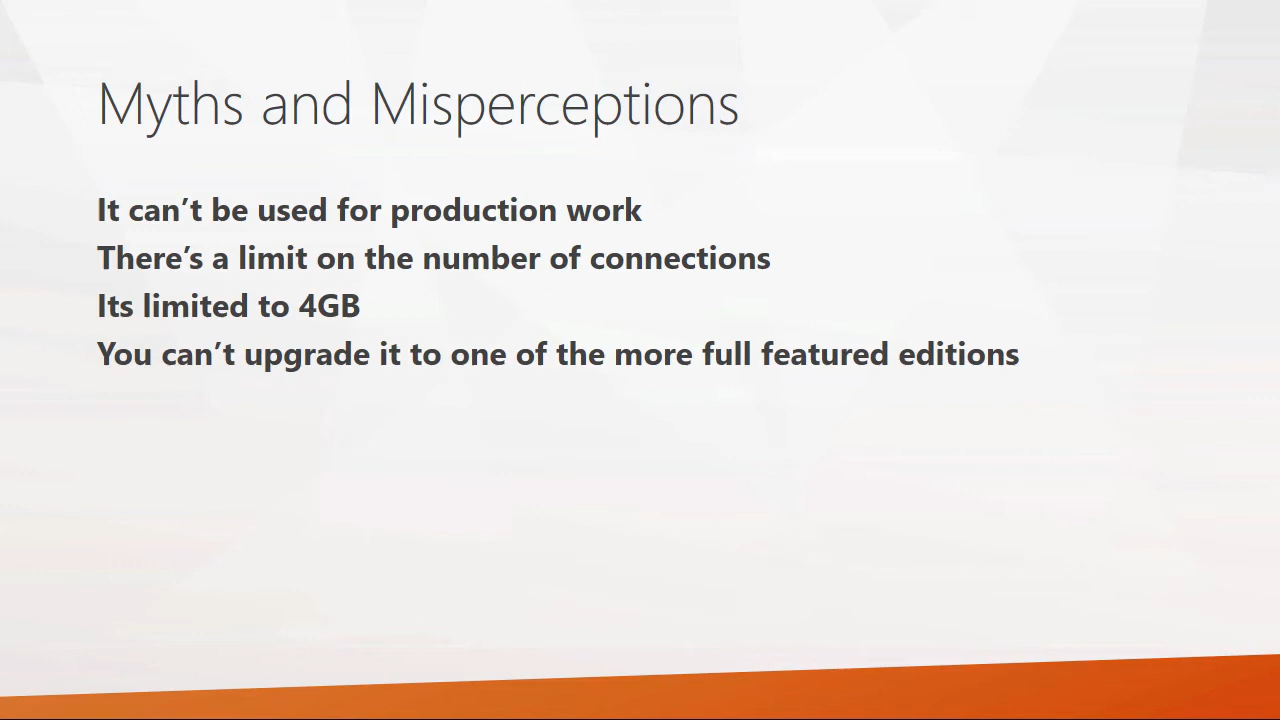 Myths and Misperceptions
It can’t be used for production work
There’s a limit on the number of connections
Its limited to 4GB
You can’t upgrade it to one of the more full featured editions